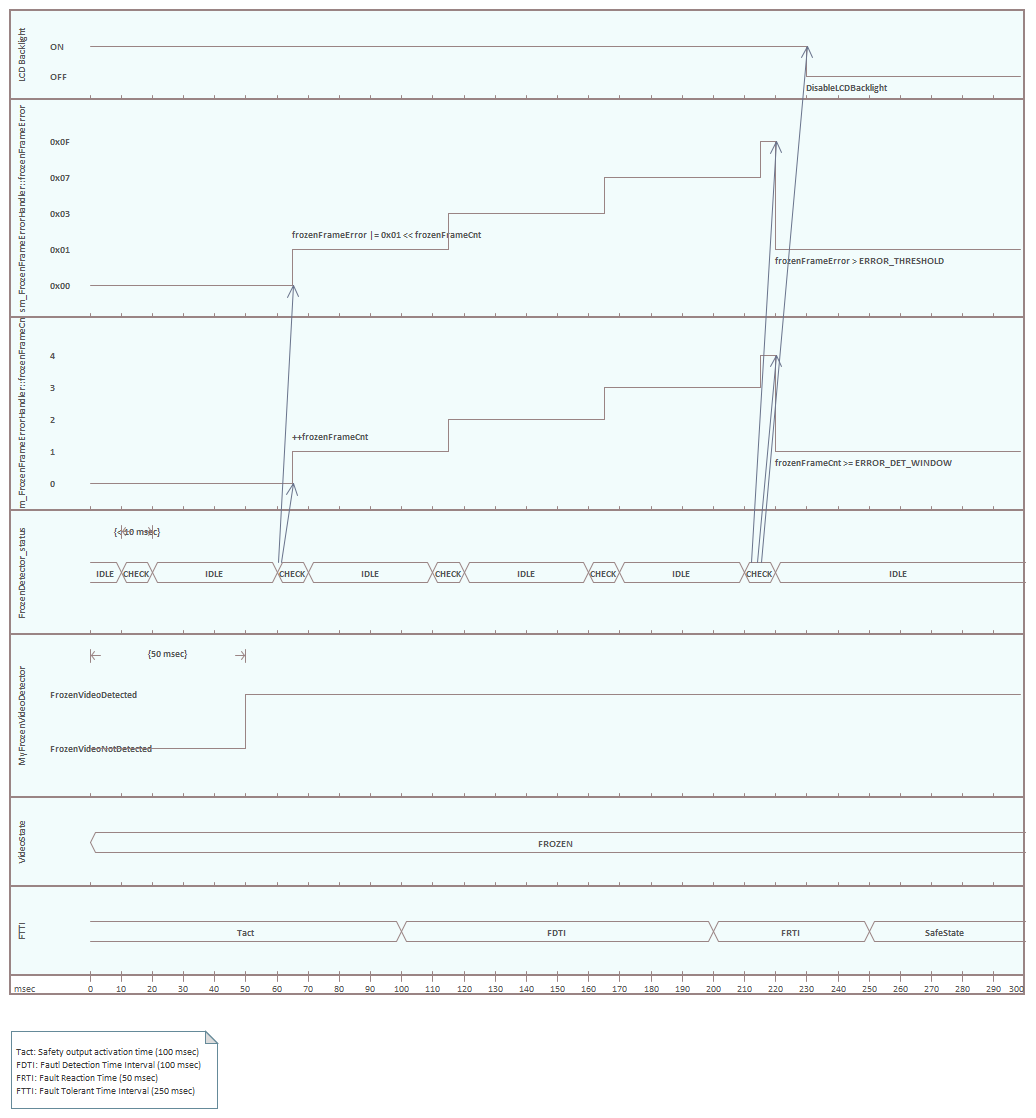 LCD Backlight
ON
OFF
DisableLCDBacklight
sm_FrozenFrameErrorHandler::frozenFrameError
0x0F
0x07
0x03
0x01
0x00
frozenFrameError |= 0x01 << frozenFrameCnt
frozenFrameError > ERROR_THRESHOLD
m_FrozenFrameErrorHandler::frozenFrameCn
4
3
2
1
0
++frozenFrameCnt
frozenFrameCnt >= ERROR_DET_WINDOW
FrozenDetector_status
{<10 msec}
IDLE CHECK IDLE CHECK IDLE CHECK IDLE CHECK IDLE CHECK IDLE
MyFrozenVideoDetector
{50 msec}
FrozenVideoDetected
FrozenVideoNotDetected
VideoState
FROZEN
FTTI
Tact FDTI FRTI SafeState
msec 0 10 20 30 40 50 60 70 80 90 100 110 120 130 140 150 160 170 180 190 200 210 220 230 240 250 260 270 280 290 300
Tact: Safety output activation time (100 msec)
FDTI: Fautl Detection Time Interval (100 msec)
FRTI: Fault Reaction Time (50 msec)
FTTI: Fault Tolerant Time Interval (250 msec)